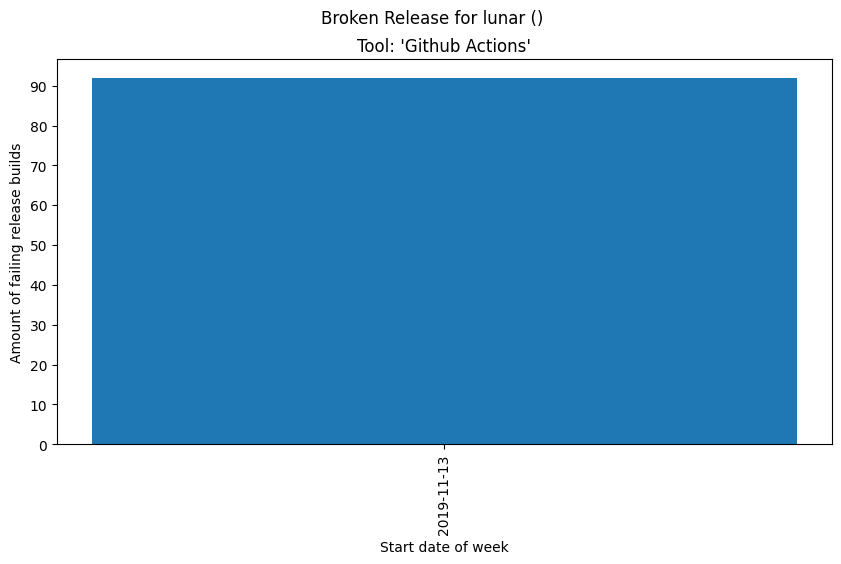 Broken Release for lunar ()
Tool: 'Github Actions'
Amount of failing release builds
90
80
70
60
50
40
30
20
10
0
2019-11-13
Start date of week